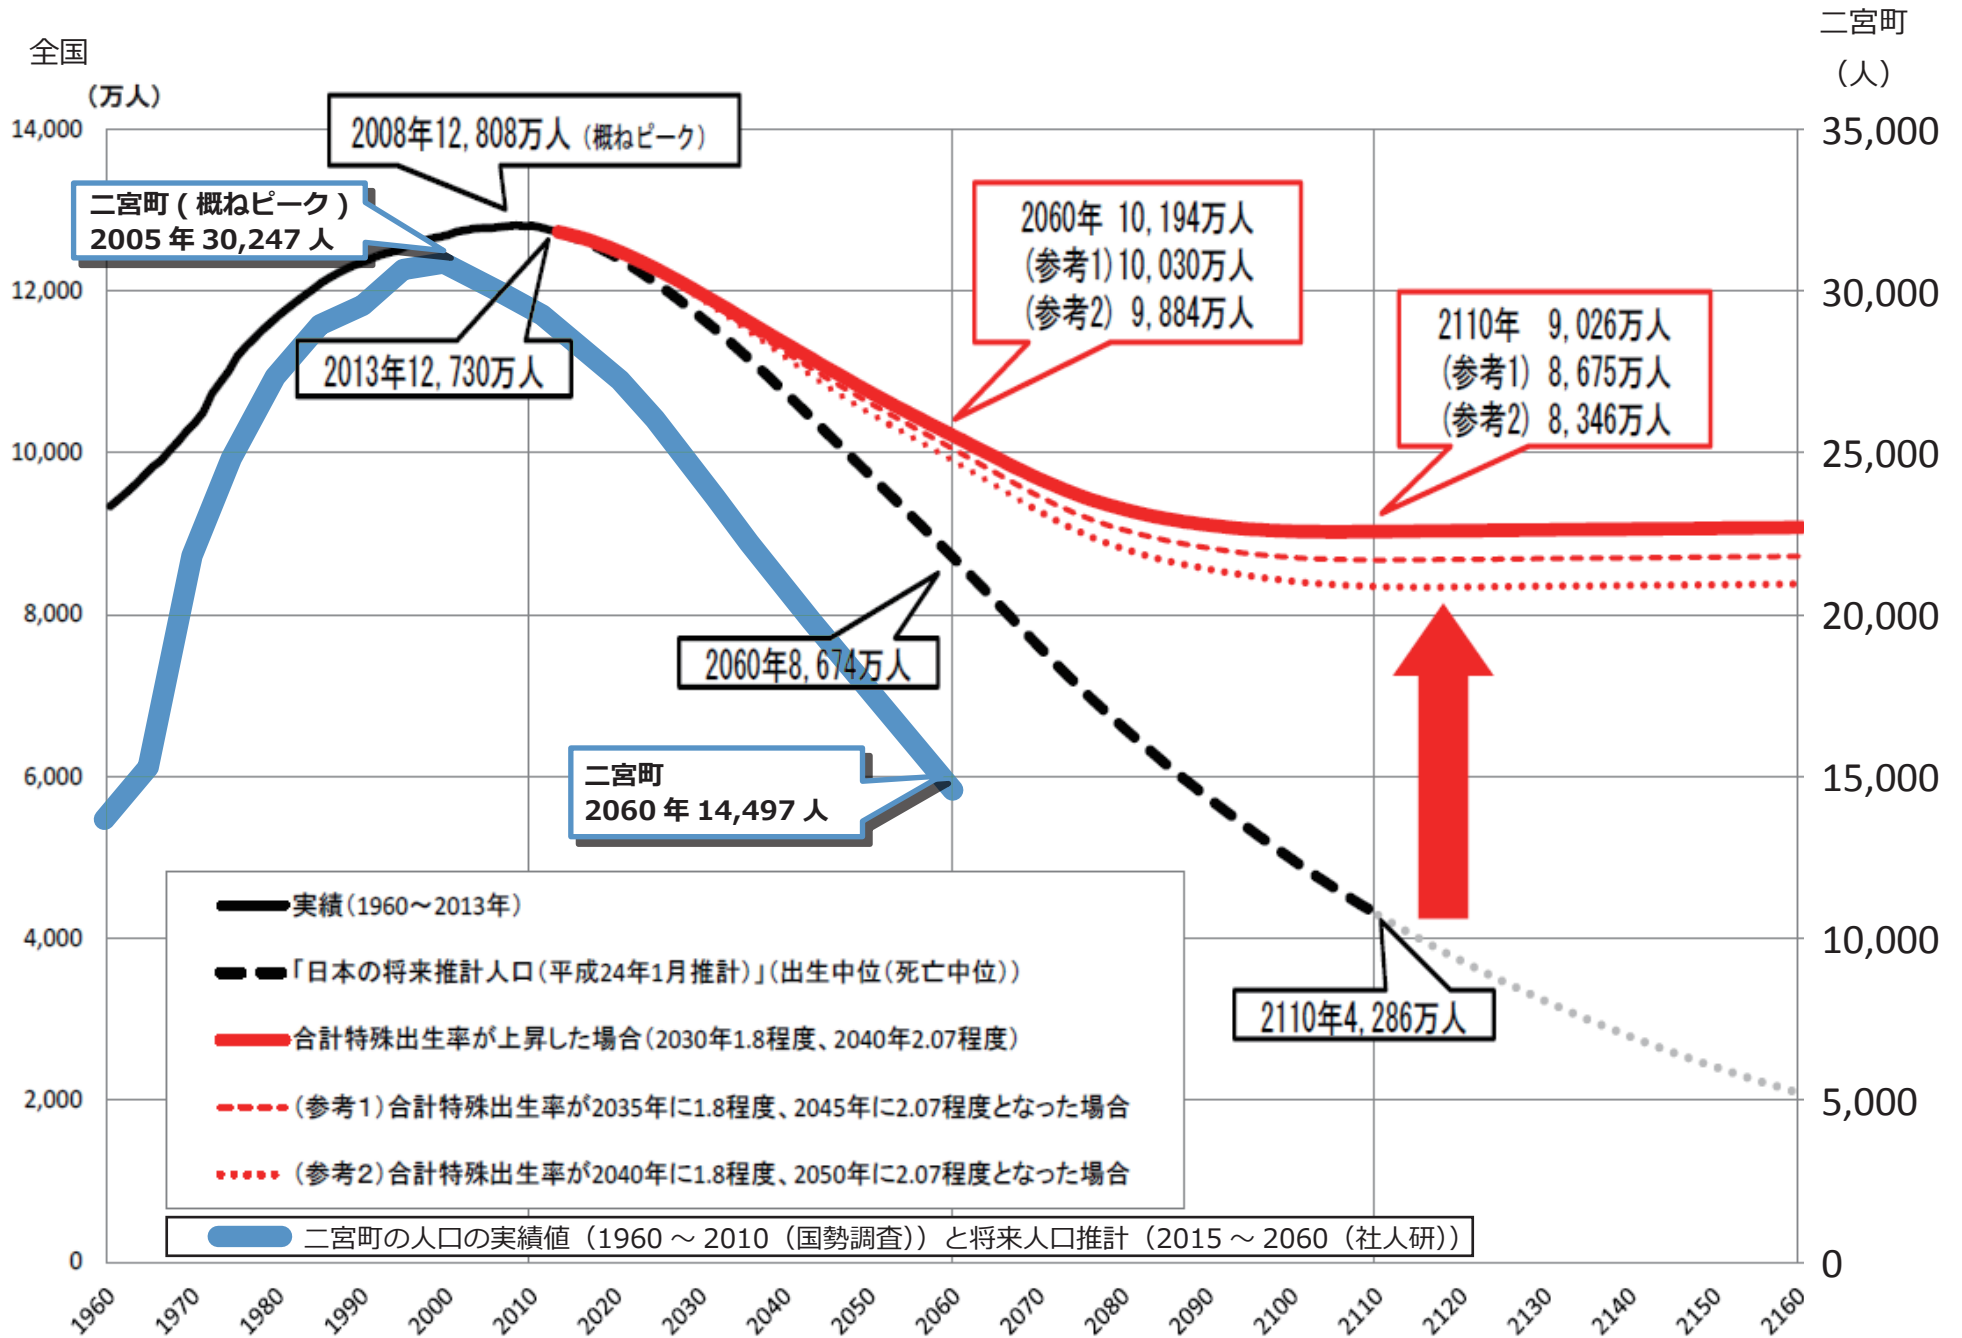 全国
（万人）
二宮町
（人）
14,000
12,000
10,000
8,000
6,000
4,000
2,000
0
35,000
30,000
25,000
20,000
15,000
10,000
5,000
0
2008年12,808万人（概ねピーク）
二宮町 ( 概ねピーク )
2005 年 30,247 人
2013年12,730万人
2060年 10,194万人
(参考1)10,030万人
(参考2) 9,884万人
2110年 9,026万人
(参考1) 8,675万人
(参考2) 8,346万人
2060年8,674万人
二宮町
2060 年 14,497 人
2110年4,286万人
実績（1960～2013年）
「日本の将来推計人口（平成24年1月推計）」（出生中位（死亡中位））
合計特殊出生率が上昇した場合（2030年1.8程度、2040年2.07程度）
（参考１）合計特殊出生率が2035年に1.8程度、2045年に2.07程度となった場合
（参考２）合計特殊出生率が2040年に1.8程度、2050年に2.07程度となった場合
二宮町の人口の実績値（1960 ～ 2010（国勢調査））と将来人口推計（2015 ～ 2060（社人研））
1960
1970
1980
1990
2000
2010
2020
2030
2040
2050
2060
2070
2080
2090
2100
2110
2120
2130
2140
2150
2160